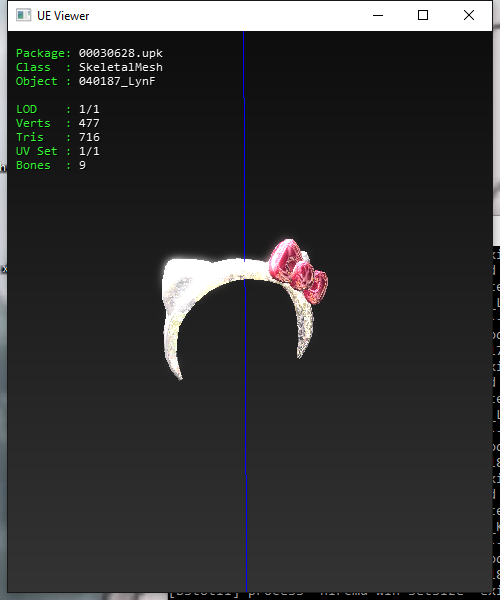 UE Viewer
Package: 00030628.upk
Class : SkeletalMesh
Object : 040187_LynF
LOD : 1/1
Verts : 477
Tris : 716
UV Set : 1/1
Bones : 9